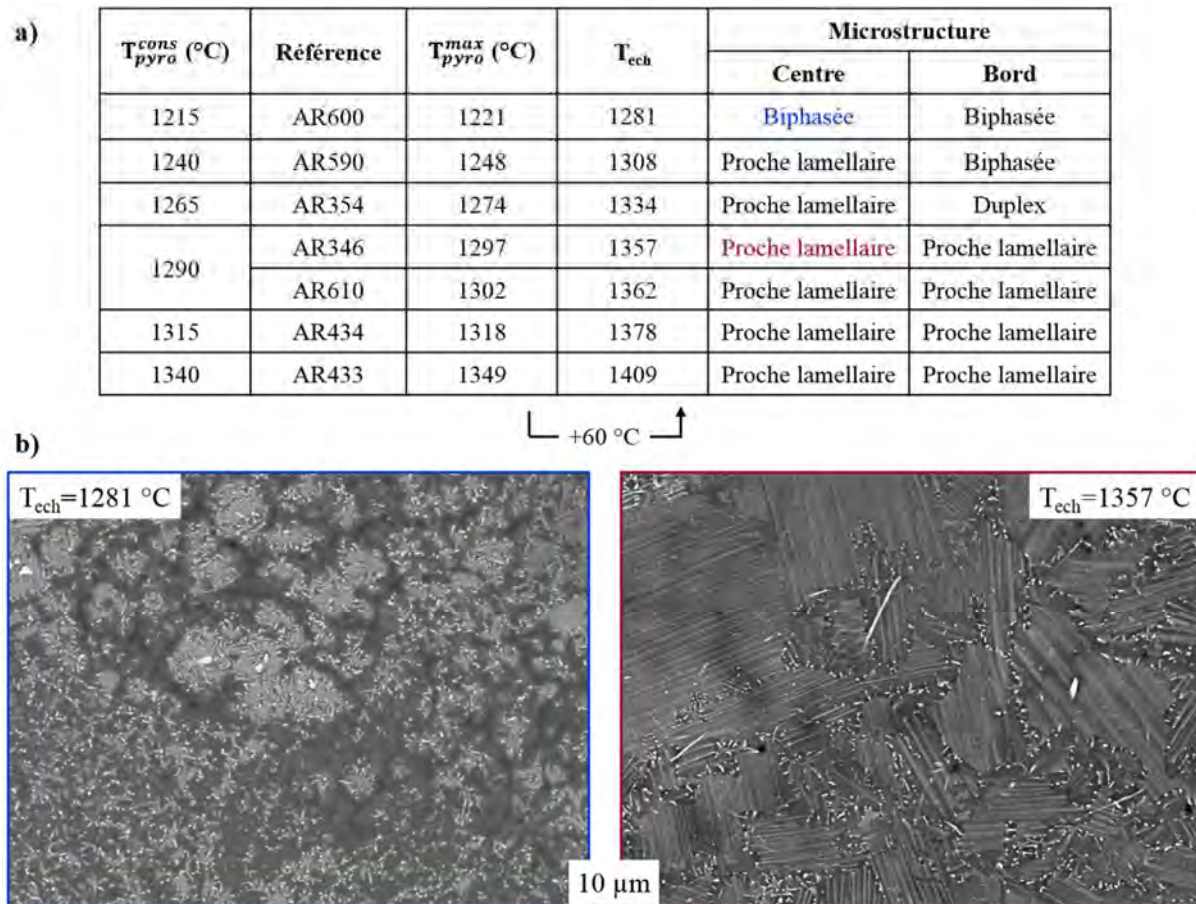 a)
T_pyro^cons (°C) Référence T_pyro^max (°C) T_ech Microstructure
Centre Bord
1215 AR600 1221 1281 Biphasée Biphasée
1240 AR590 1248 1308 Proche lamellaire Biphasée
1265 AR354 1274 1334 Proche lamellaire Duplex
1290 AR346 1297 1357 Proche lamellaire Proche lamellaire
AR610 1302 1362 Proche lamellaire Proche lamellaire
1315 AR434 1318 1378 Proche lamellaire Proche lamellaire
1340 AR433 1349 1409 Proche lamellaire Proche lamellaire
+60 °C
b)
T_ech=1281 °C T_ech=1357 °C
10 µm